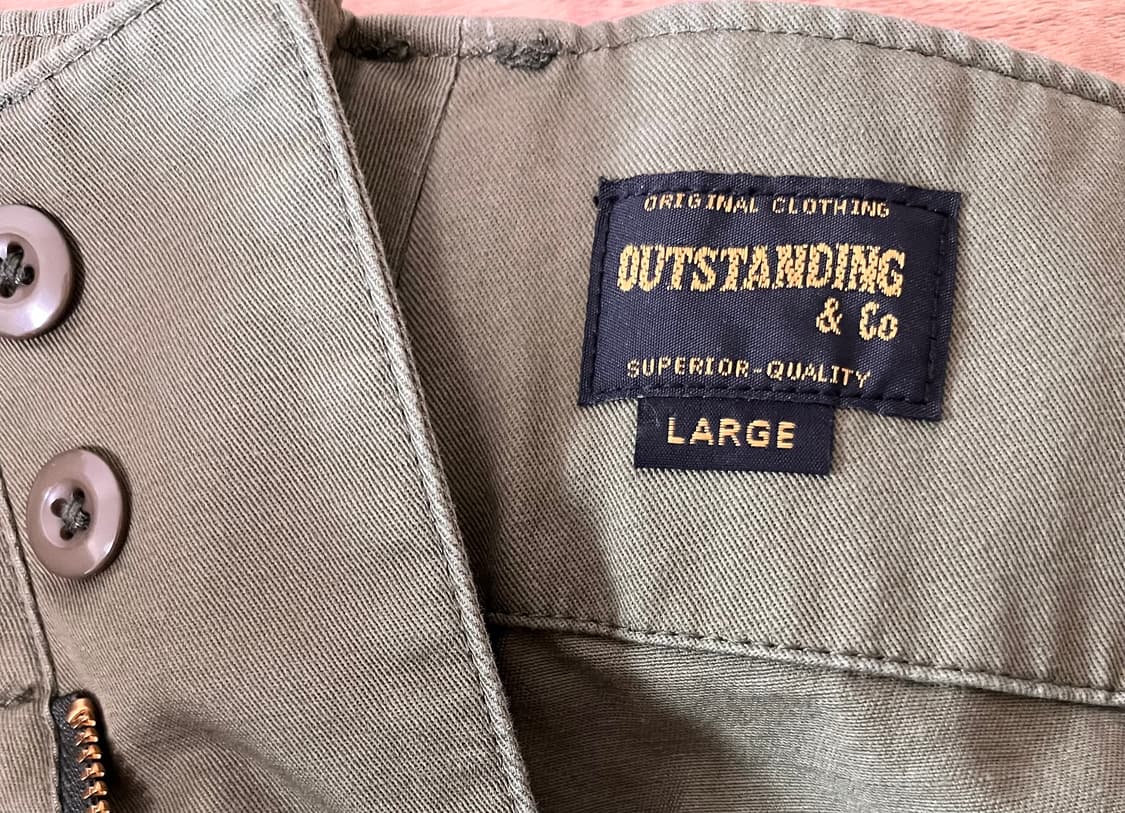 ORIGINAL CLOTHING
OUTSTANDING
& Co
SUPERIOR-QUALITY
LARGE